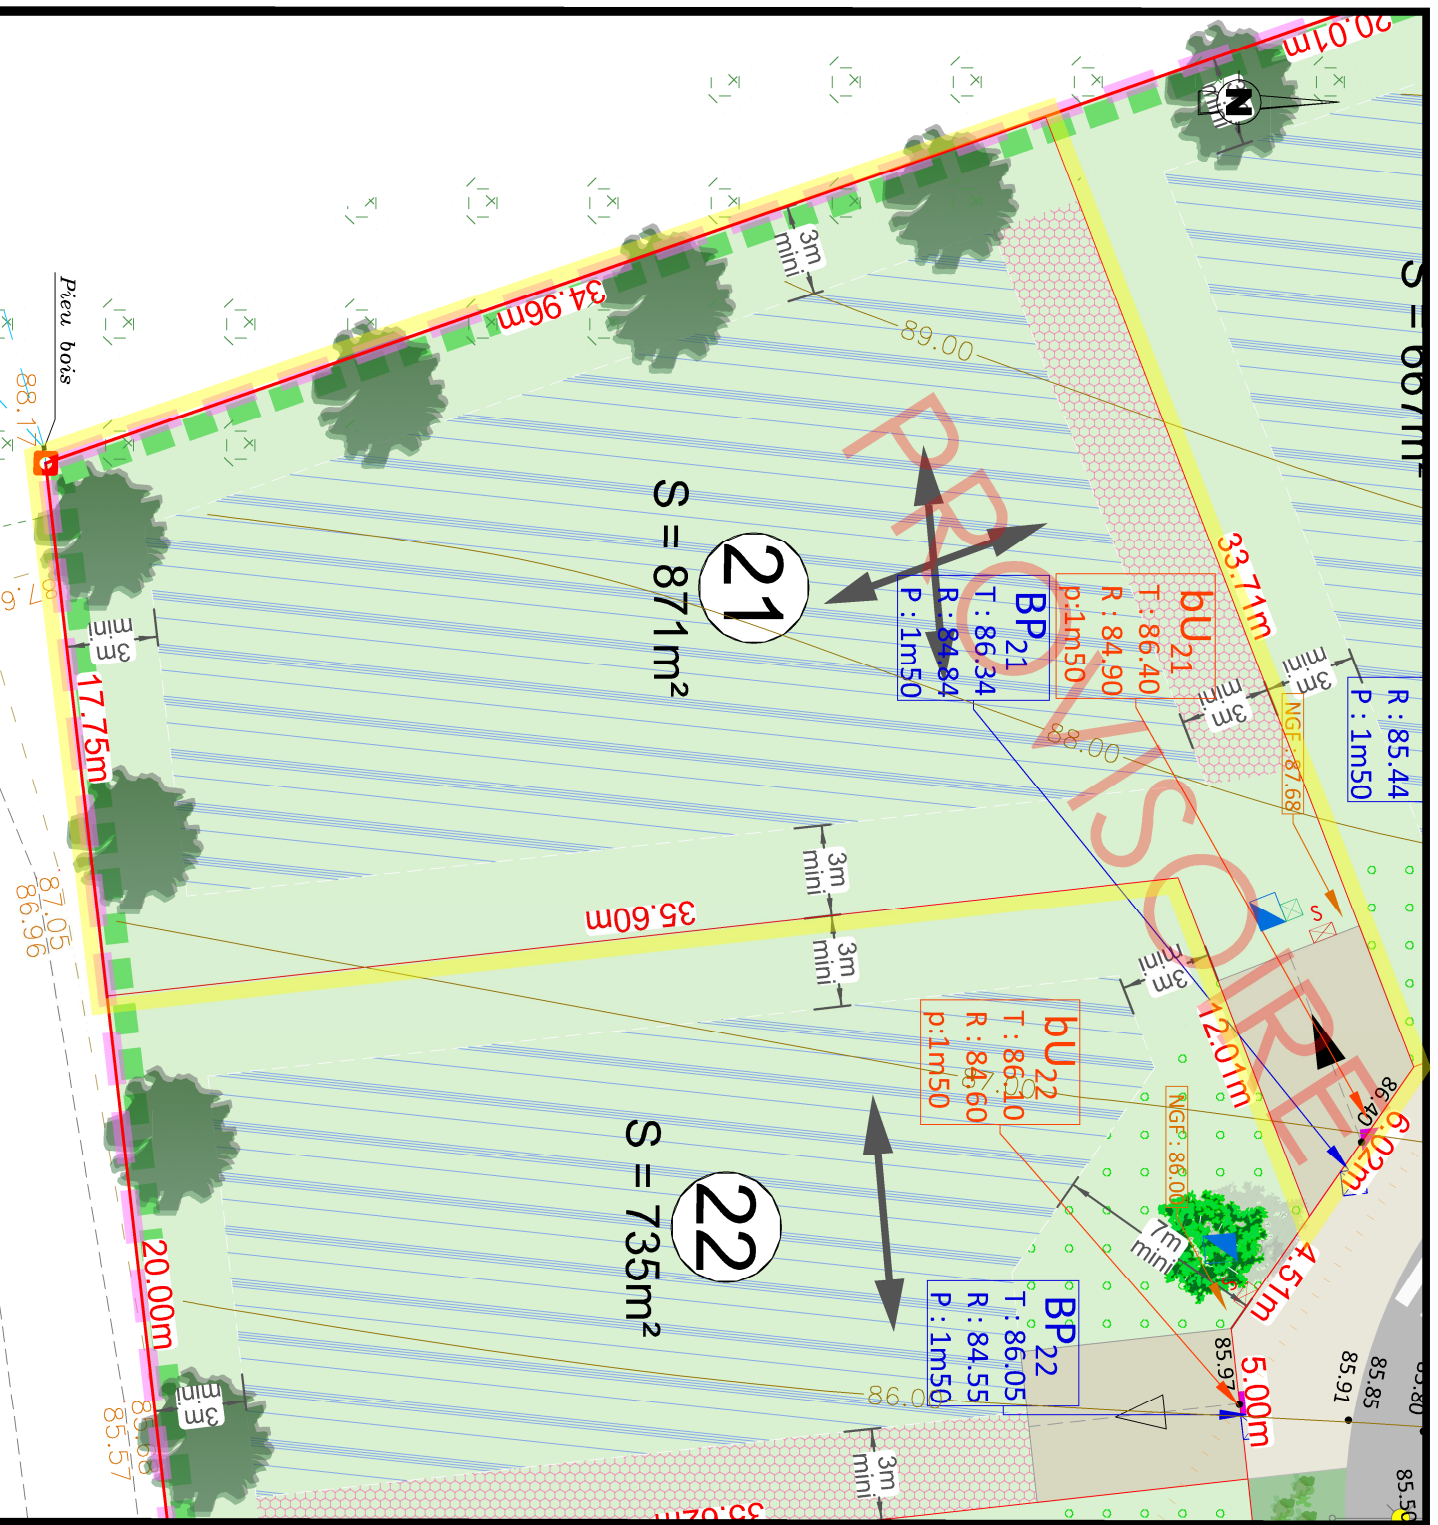 20.01m
N
3m
mini
34.96m
Pieu bois
88.17
89.00
PROVISOIRE
33.71m
3m
mini
3m
mini
R : 85.44
P : 1m50
NGF : 87.68
bU21
T : 86.40
R : 84.90
p:1m50
BP21
T : 86.34
R : 84.84
P : 1m50
21
S = 871m²
88.00
3m
mini
17.75m
35.60m
3m
mini
3m
mini
3m
mini
S
12.01m
86.40
6.02m
87.05
86.96
bU22
T : 86.10
R : 84.60
p:1m50
87.00
7m
mini
4.51m
22
S = 735m²
BP22
T : 86.05
R : 84.55
P : 1m50
86.00
85.97
5.00m
85.91
85.85
20.00m
3m
mini
85.57
3m
mini